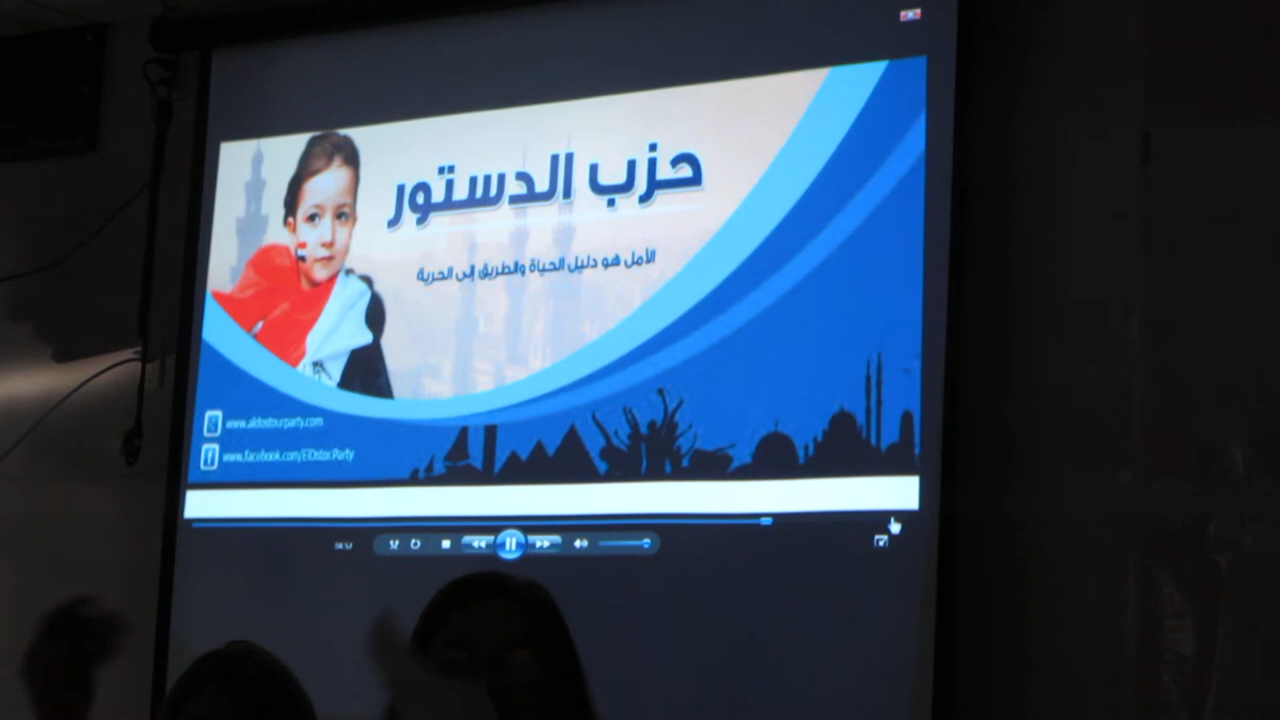 حزب الدستور
الأمل هو دليل الحياة والطريق إلى الحرية
www.aldostourparty.com
www.facebook.com/ElDstor.Party